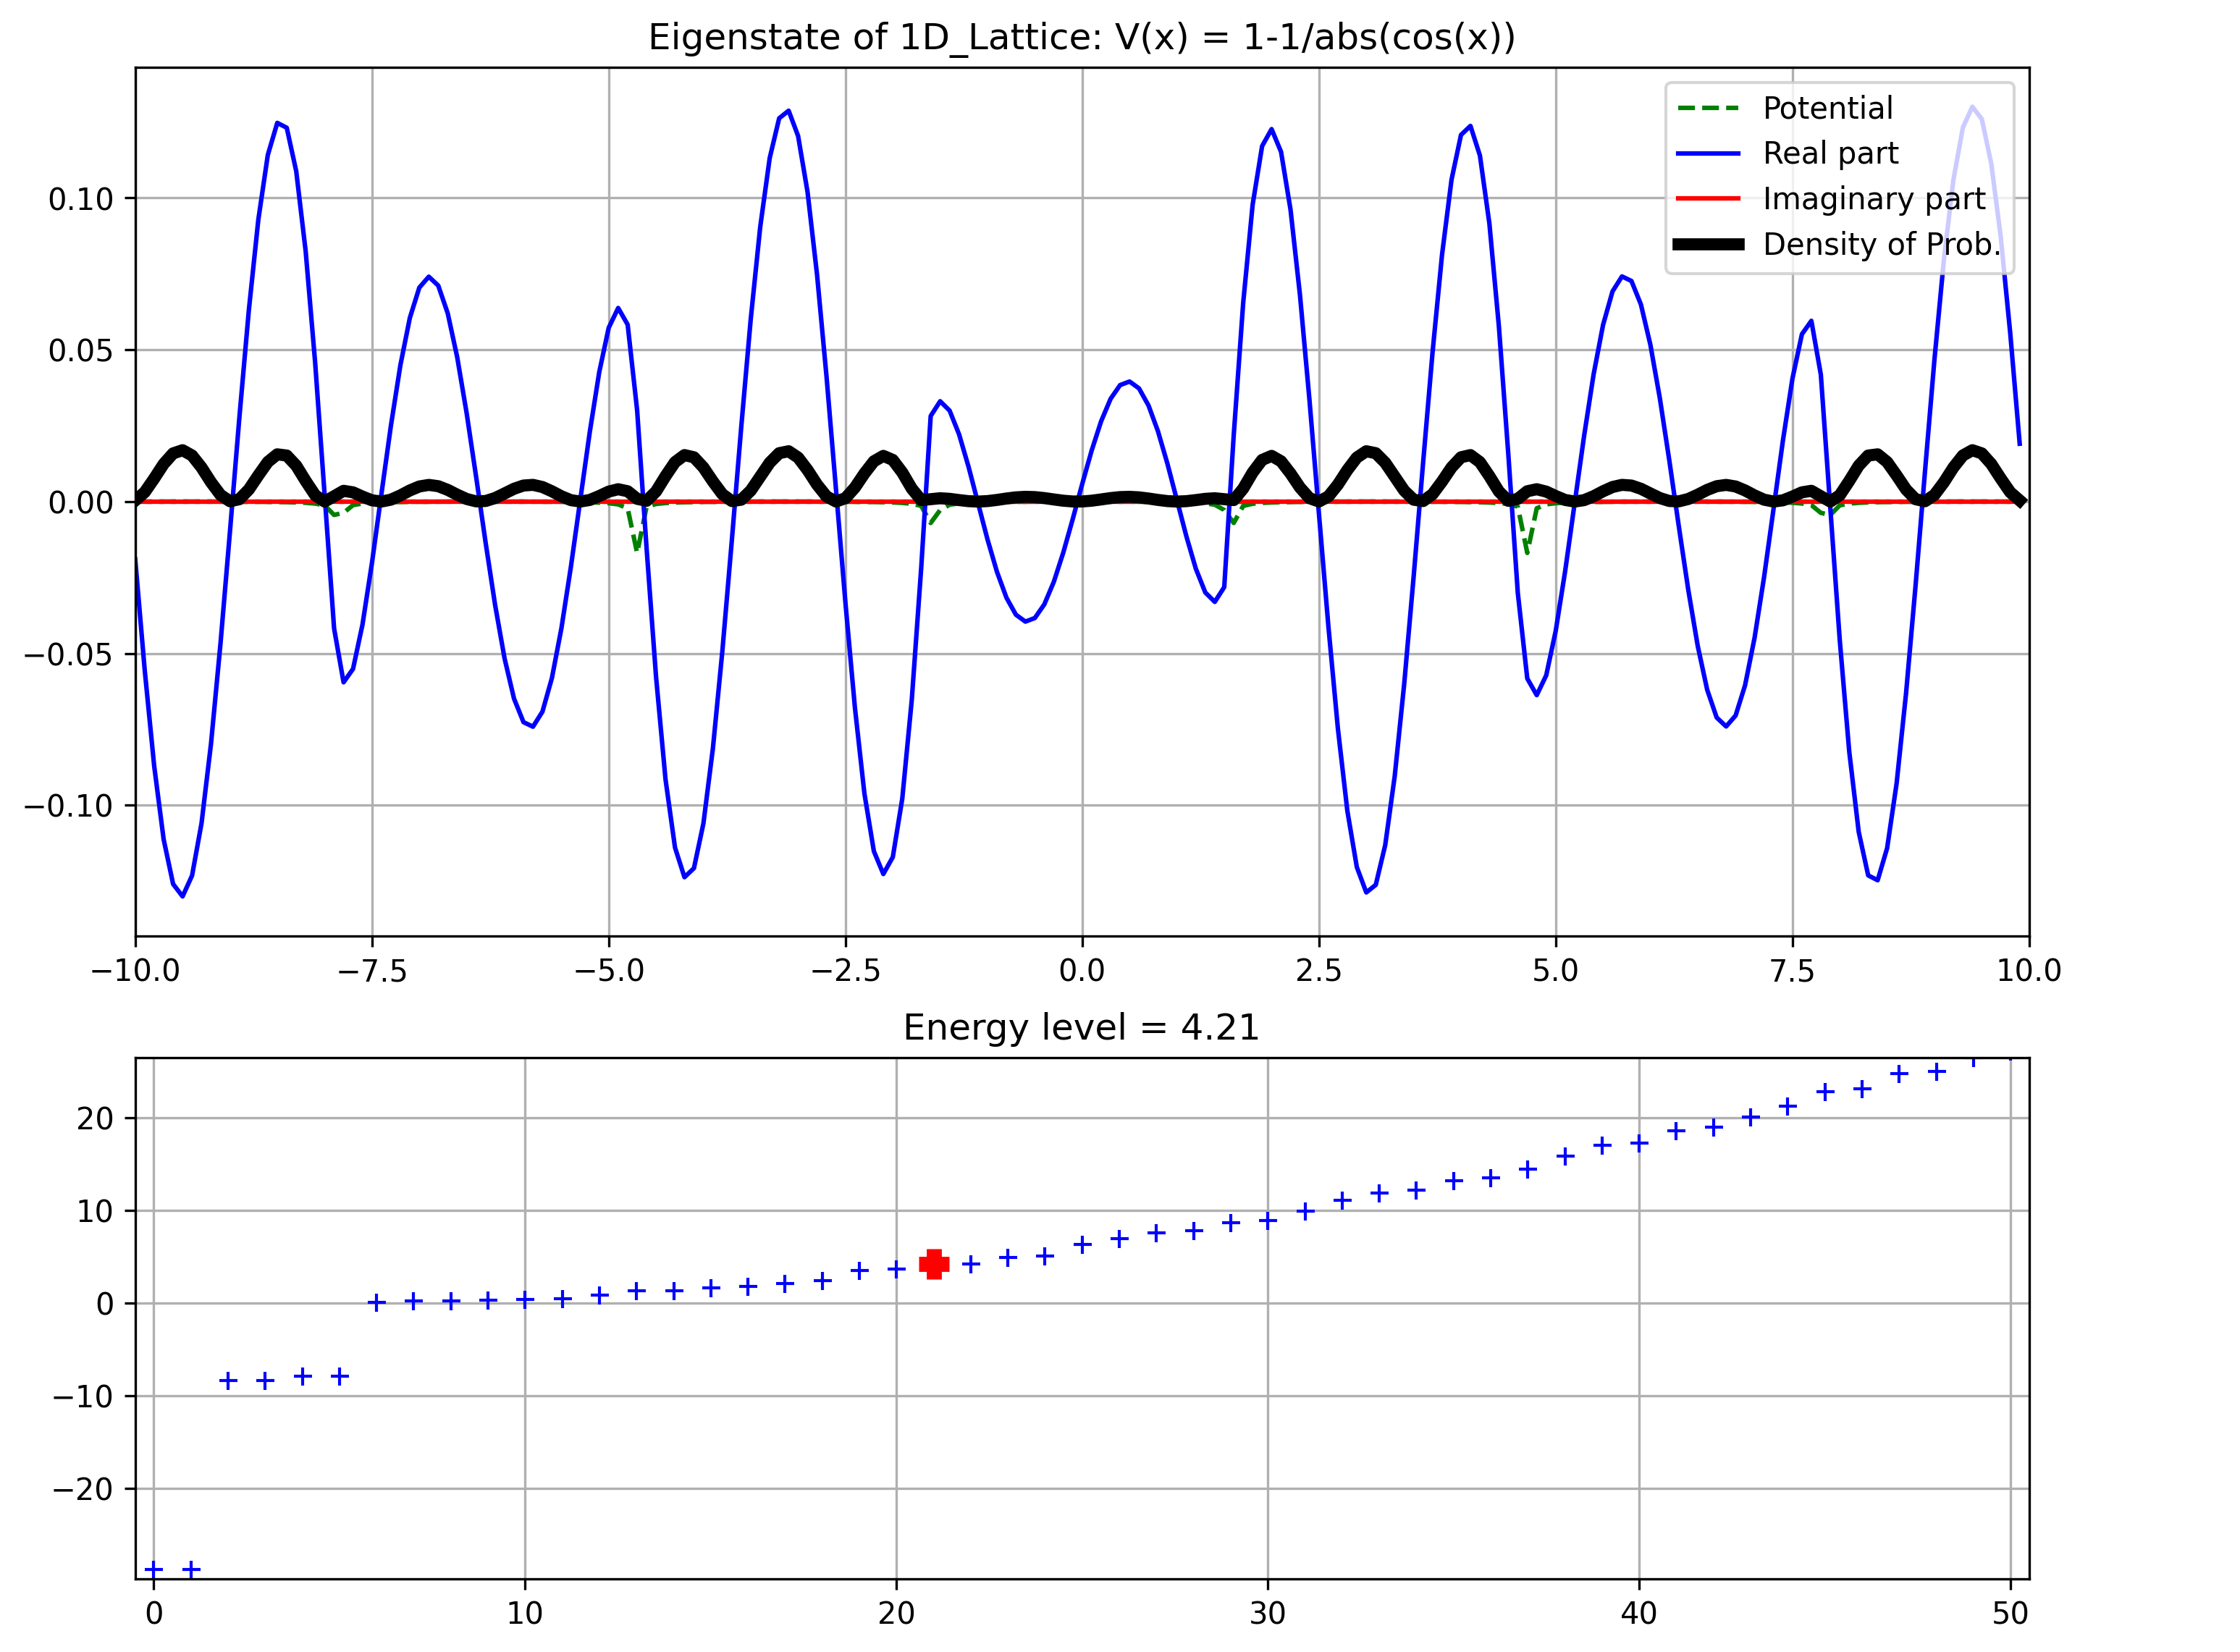 Eigenstate of 1D_Lattice: V(x) = 1-1/abs(cos(x))
Potential
Real part
Imaginary part
Density of Prob.
0.10
0.05
0.00
−0.05
−0.10
−10.0 −7.5 −5.0 −2.5 0.0 2.5 5.0 7.5 10.0
Energy level = 4.21
20
10
0
−10
−20
0 10 20 30 40 50